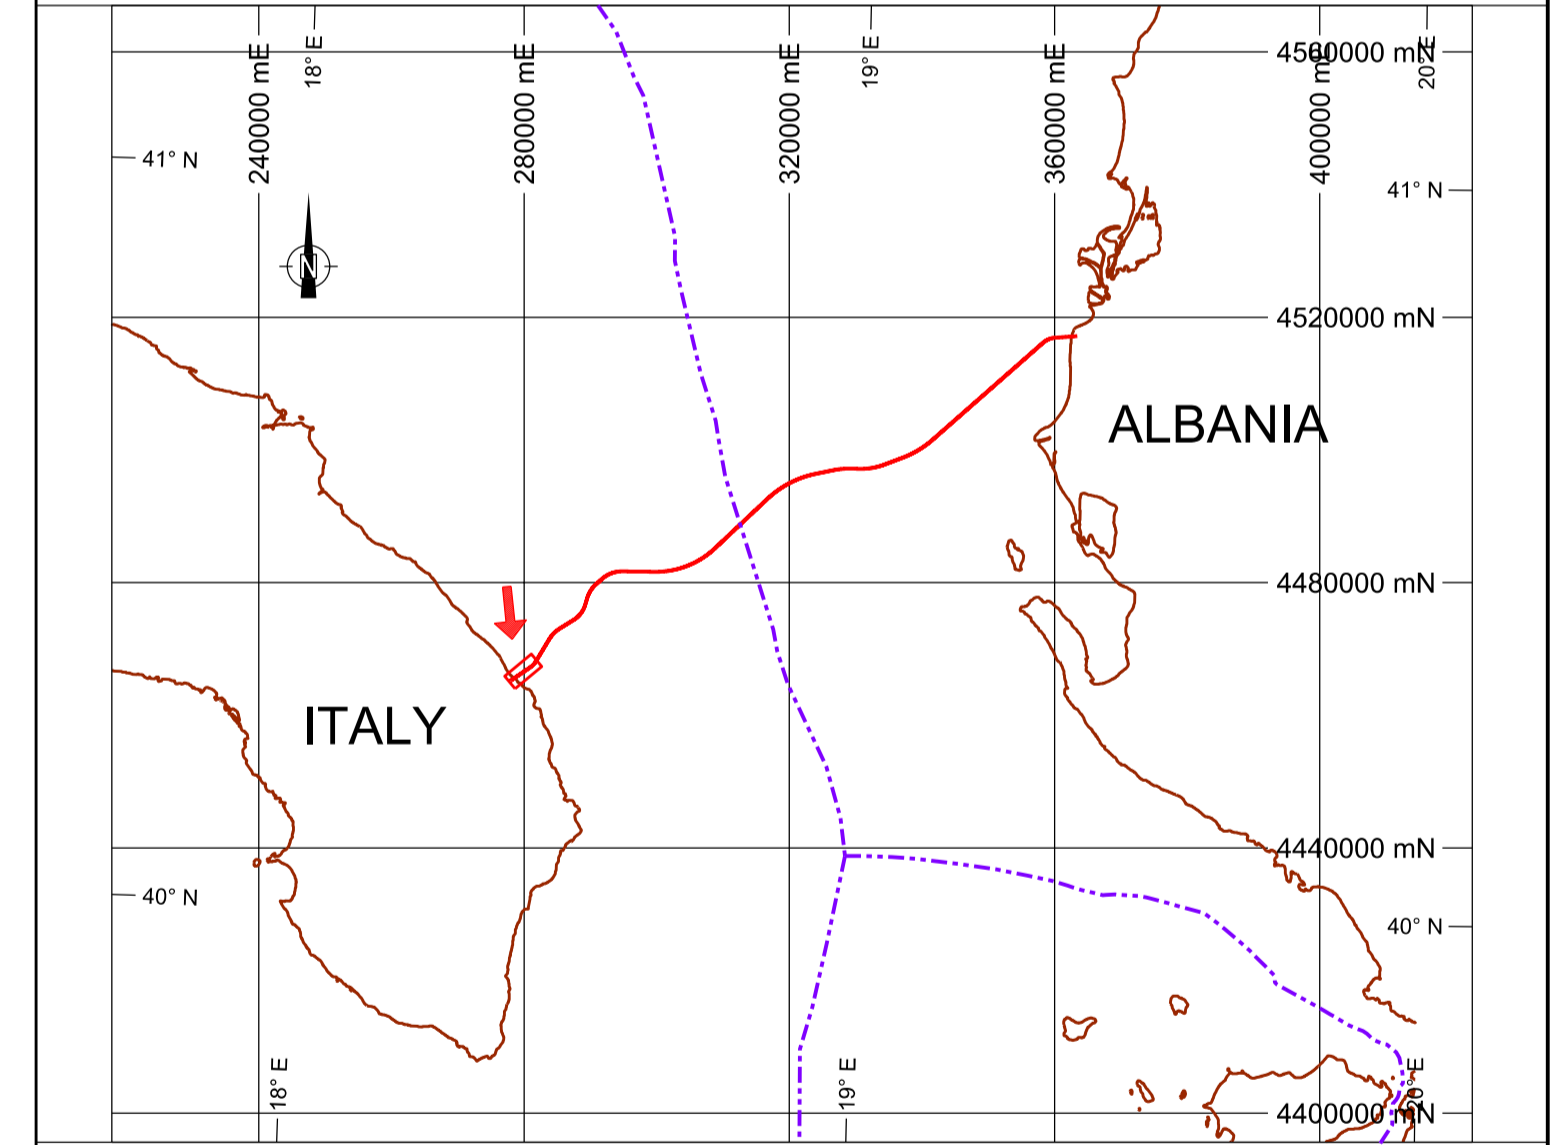 240000 mE
18° E
280000 mE
320000 mE
19° E
360000 mE
400000 mE
20° E
4560000 mN
41° N
41° N
N
4520000 mN
ALBANIA
4480000 mN
ITALY
4440000 mN
40° N
40° N
18° E
19° E
20° E
4400000 mN